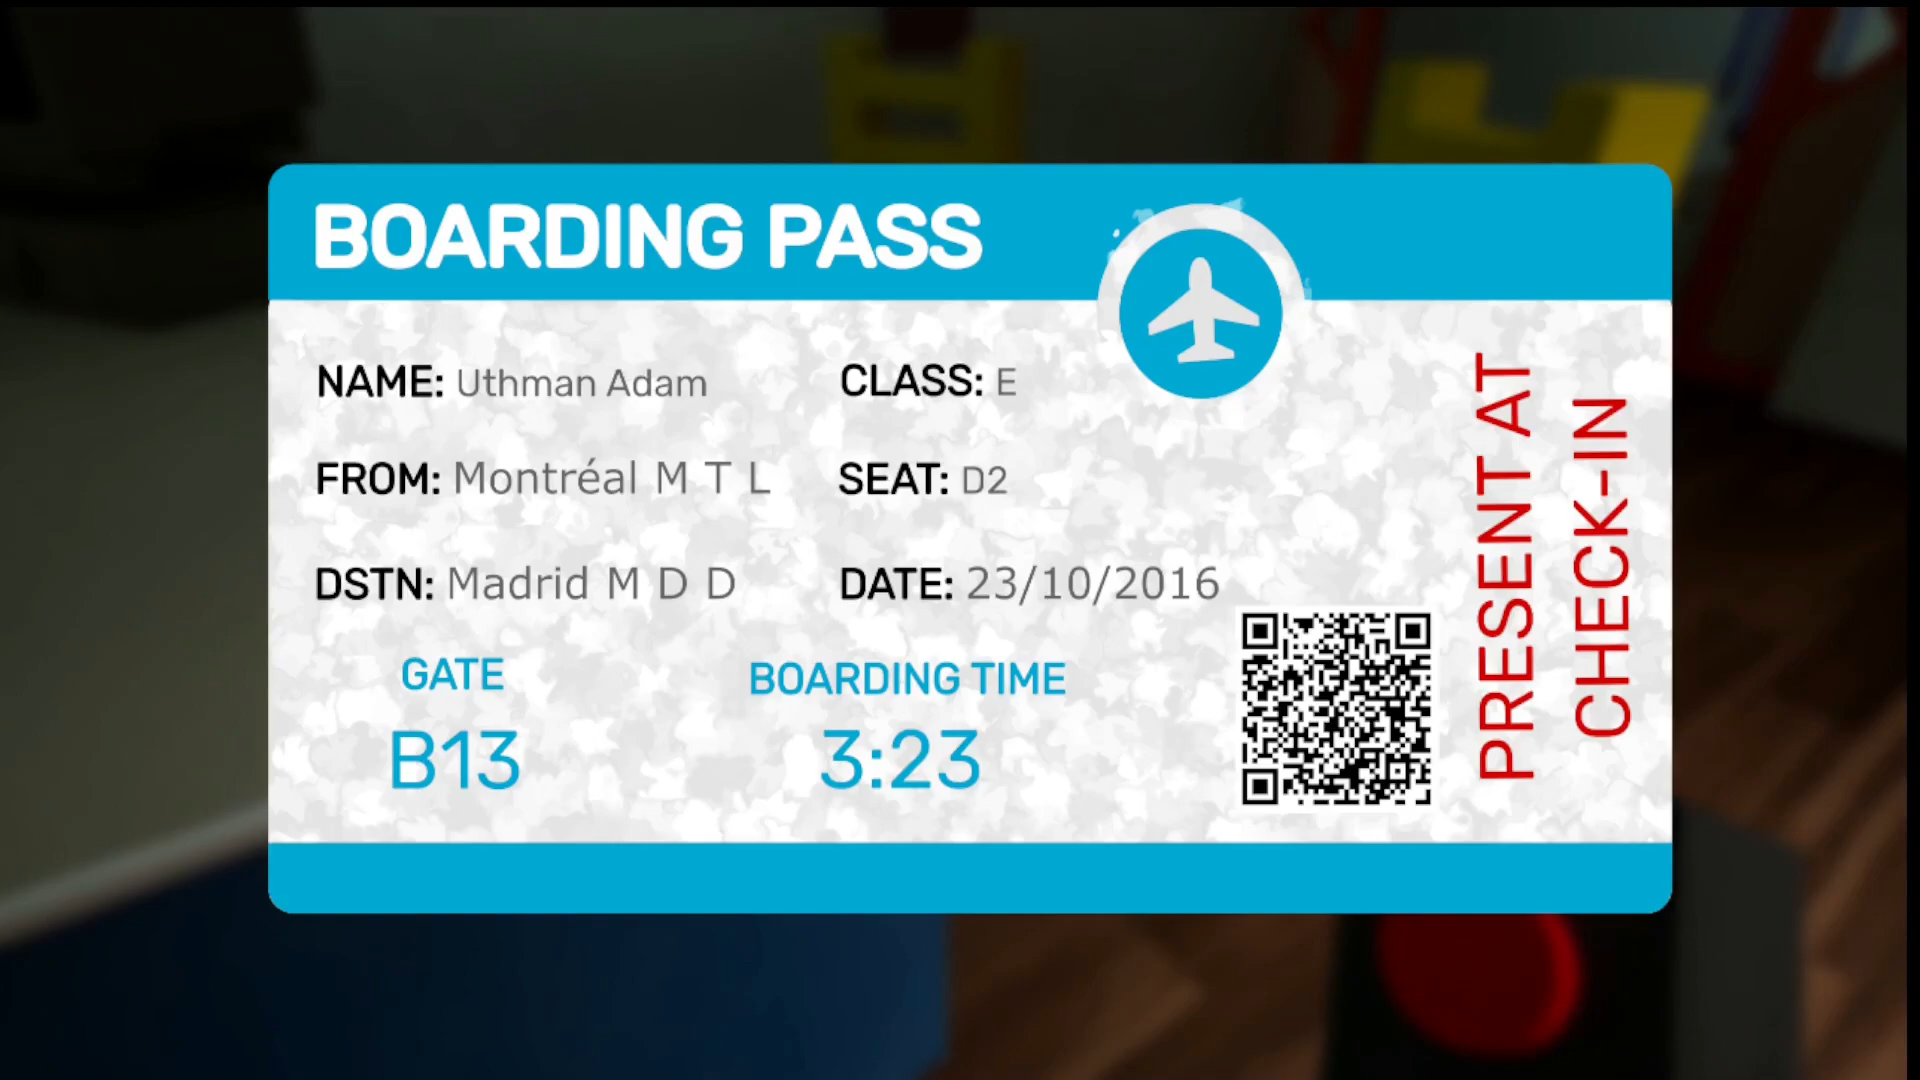 BOARDING PASS
NAME: Uthman Adam
CLASS: E
FROM: Montréal M T L
SEAT: D2
DSTN: Madrid M D D
DATE: 23/10/2016
GATE
BOARDING TIME
B13
3:23
PRESENT AT
CHECK-IN